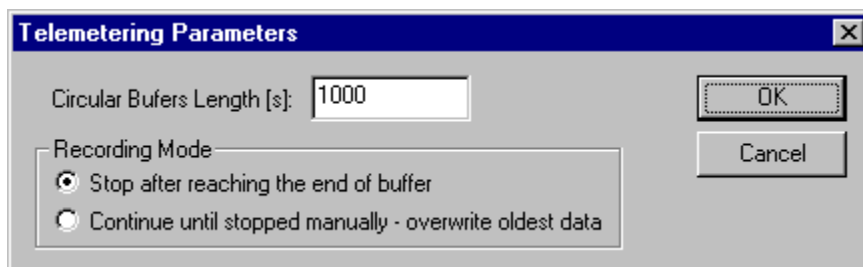 Telemetering Parameters
Circular Bufers Length [s]: 1000
OK
Recording Mode
Cancel
Stop after reaching the end of buffer
Continue until stopped manually - overwrite oldest data